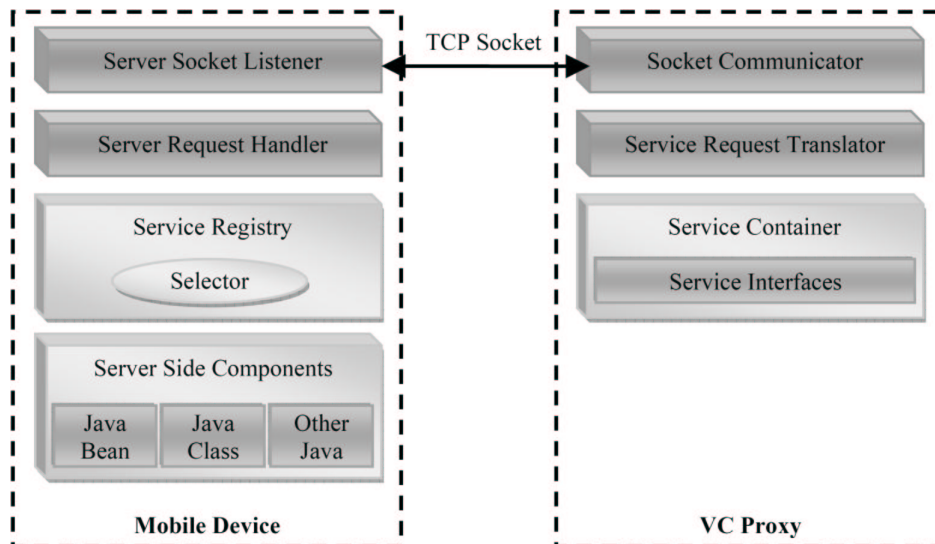 TCP Socket
Server Socket Listener
Server Request Handler
Service Registry
Selector
Server Side Components
Java
Bean
Java
Class
Other
Java
Mobile Device
Socket Communicator
Service Request Translator
Service Container
Service Interfaces
VC Proxy